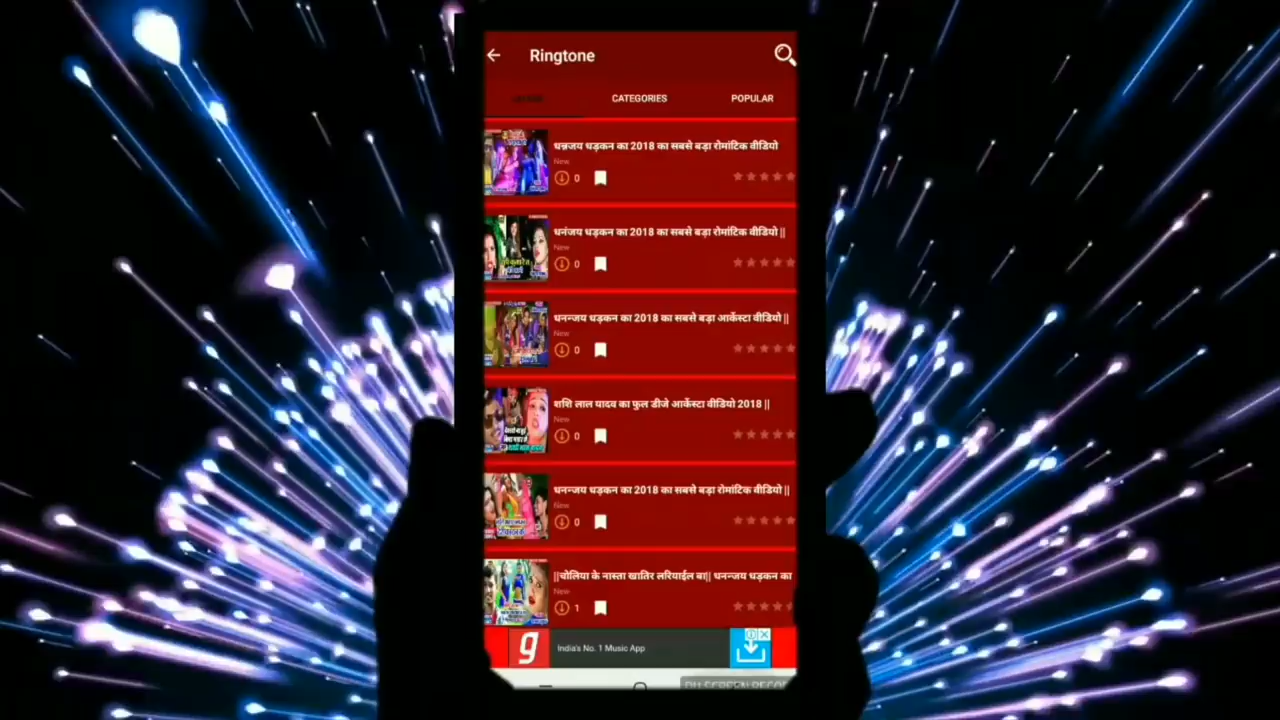 Ringtone
CATEGORIES
POPULAR
धन्नजय धड़कन का 2018 का सबसे बड़ा रोमांटिक वीडियो
New
0
धनंजय धड़कन का 2018 का सबसे बड़ा रोमांटिक वीडियो ||
New
0
धनन्जय धड़कन का 2018 का सबसे बड़ा आर्केस्टा वीडियो ||
New
0
शशि लाल यादव का फुल डीजे आर्केस्टा वीडियो 2018 ||
New
0
धनन्जय धड़कन का 2018 का सबसे बड़ा रोमांटिक वीडियो ||
New
0
||चोलिया के नास्ता खातिर लरियाईल बा|| धनन्जय धड़कन का
New
1
g
India's No. 1 Music App